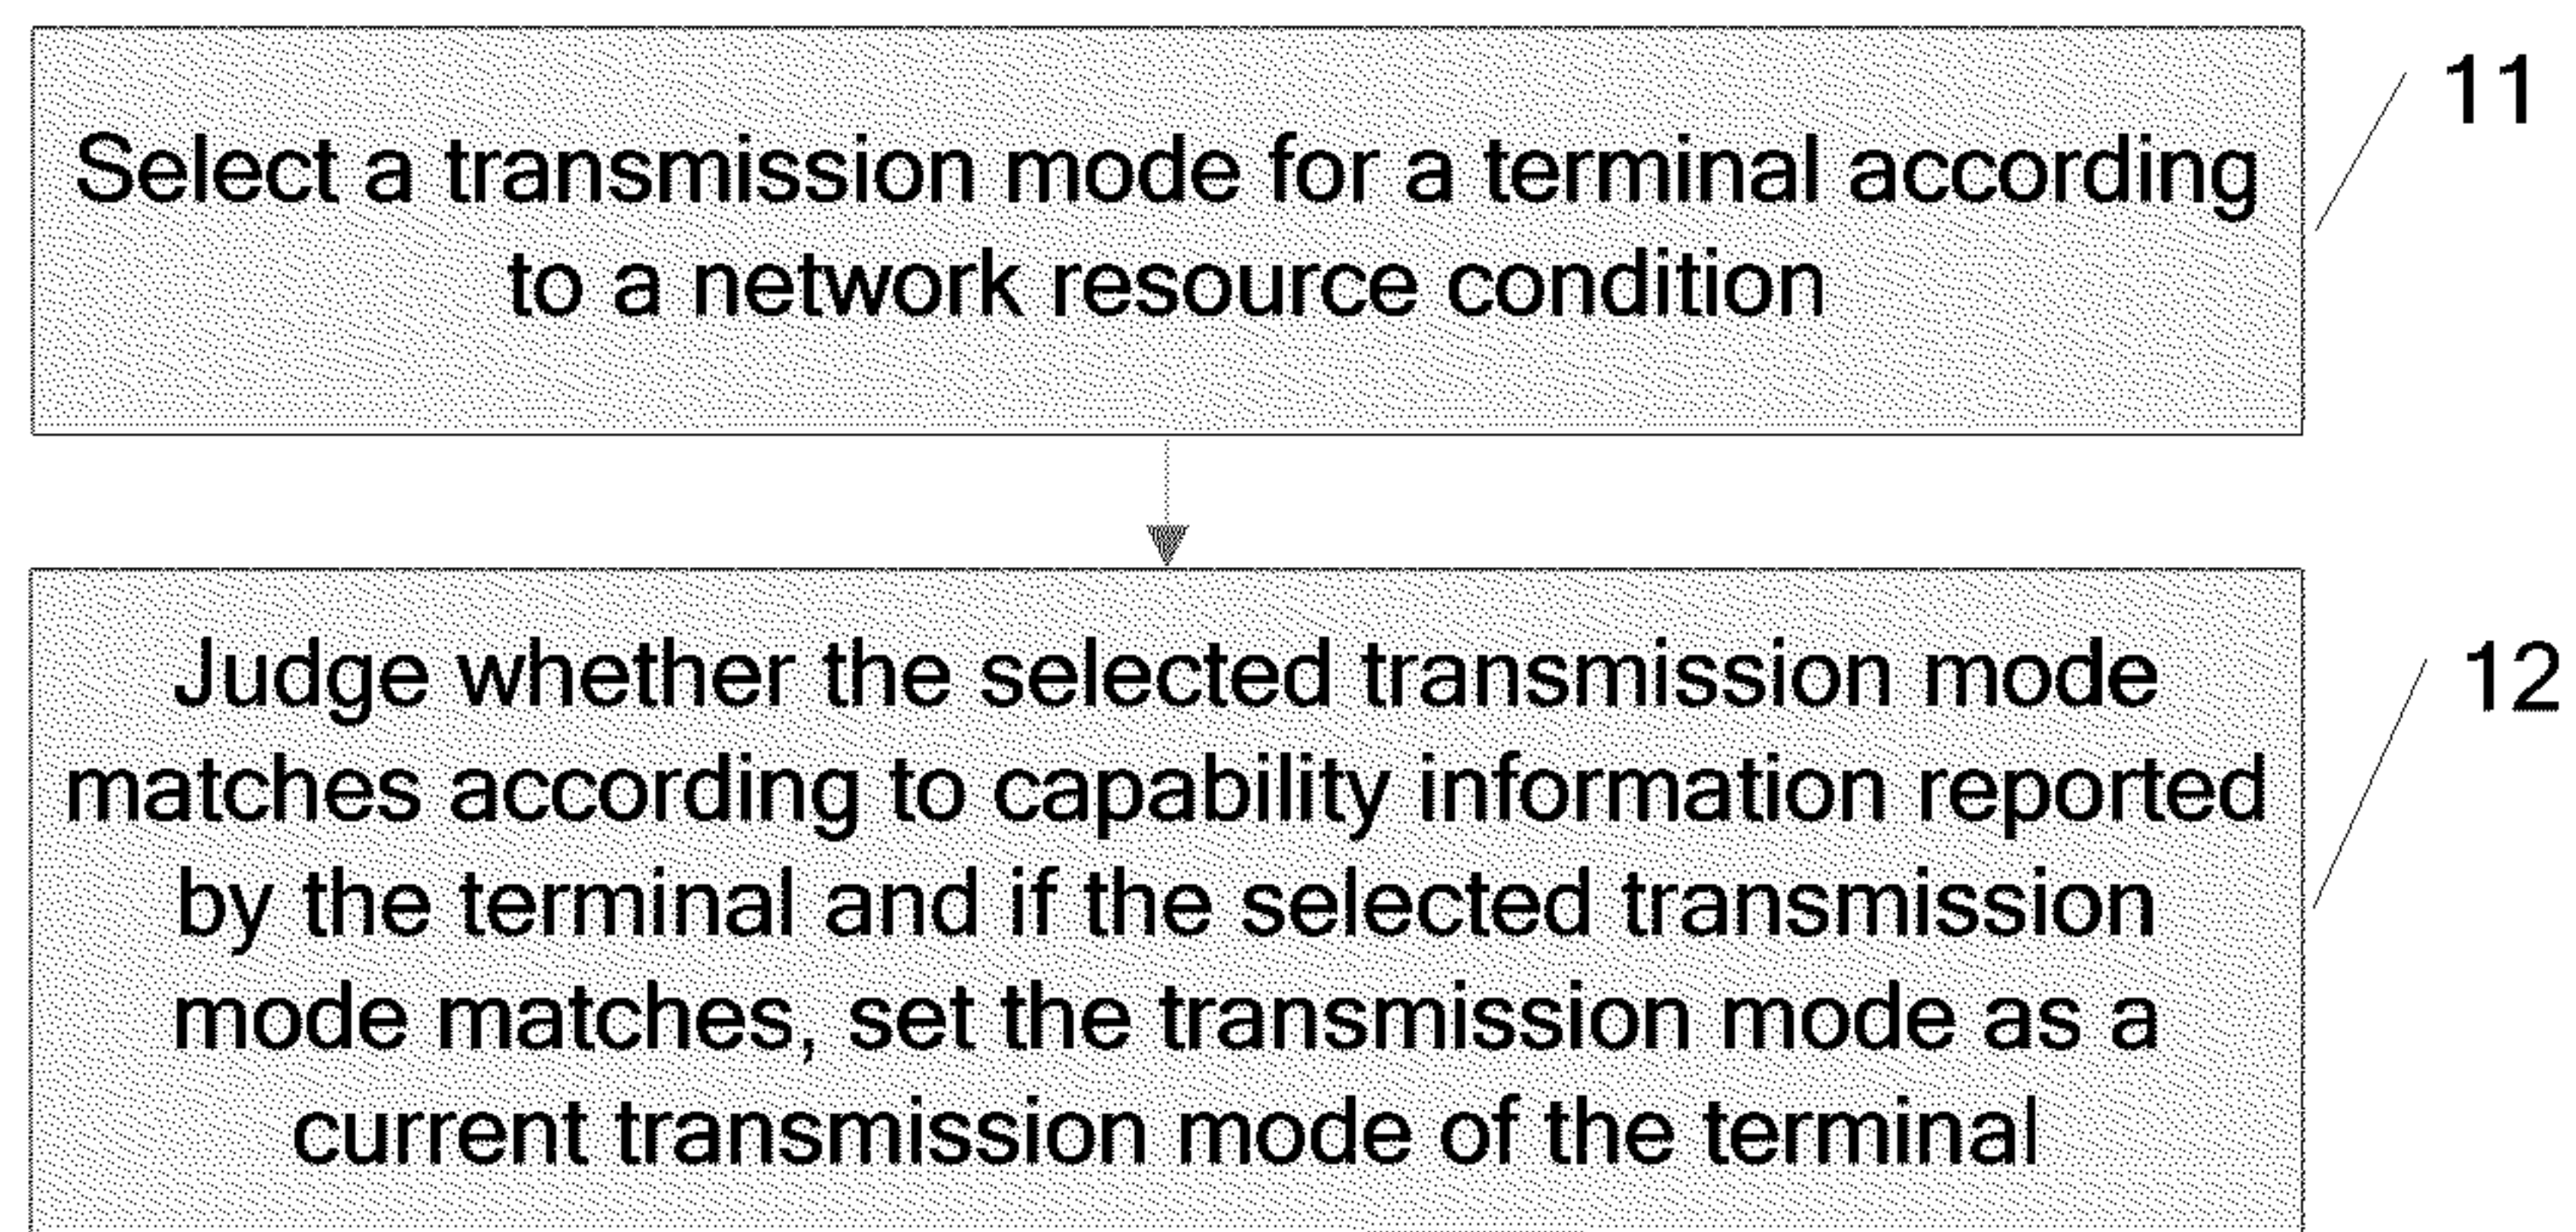 Select a transmission mode for a terminal according
to a network resource condition
11
Judge whether the selected transmission mode
matches according to capability information reported
by the terminal and if the selected transmission
mode matches, set the transmission mode as a
current transmission mode of the terminal
12